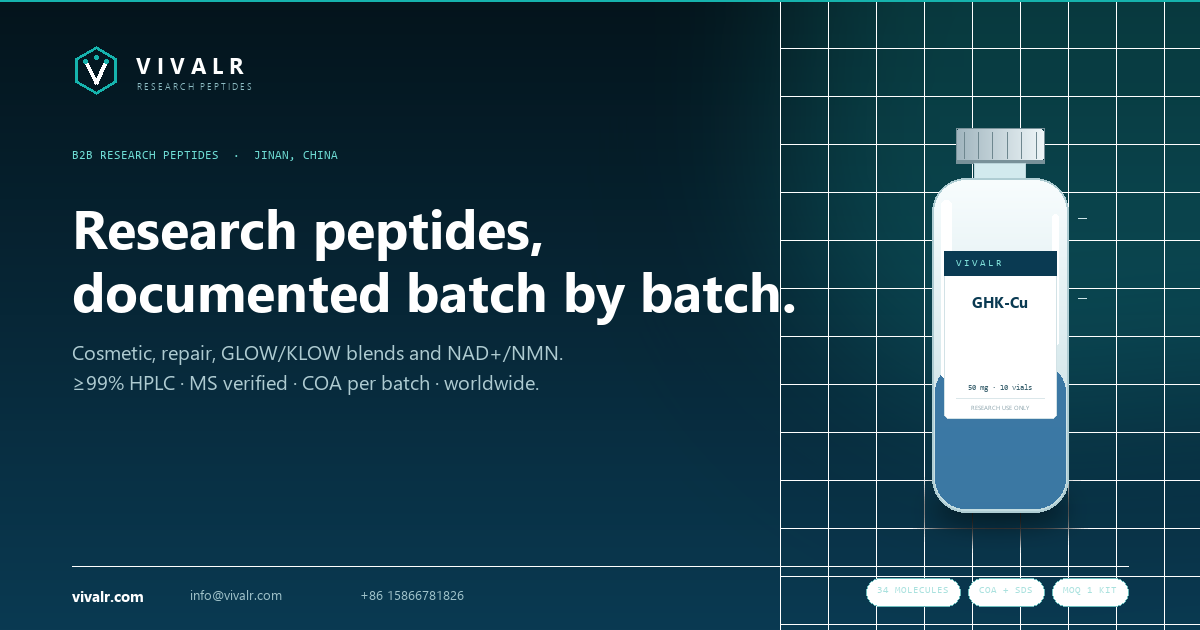 VIVALR
RESEARCH PEPTIDES
B2B RESEARCH PEPTIDES · JINAN, CHINA
Research peptides,
documented batch by batch.
Cosmetic, repair, GLOW/KLOW blends and NAD+/NMN.
≥99% HPLC · MS verified · COA per batch · worldwide.
VIVALR
GHK-Cu
50 mg · 10 vials
RESEARCH USE ONLY
vivalr.com info@vivalr.com +86 15866781826
34 MOLECULES COA + SDS MOQ 1 KIT